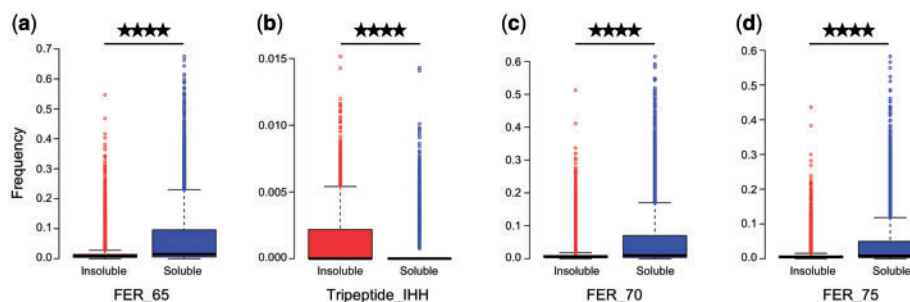 (a)
★★★★
(b)
★★★★
(c)
★★★★
(d)
★★★★
Frequency
0.7
0.6
0.5
0.4
0.3
0.2
0.1
0.0
Insoluble Soluble
FER_65
0.015
0.010
0.005
0.000
Insoluble Soluble
Tripeptide_IHH
0.6
0.5
0.4
0.3
0.2
0.1
0.0
Insoluble Soluble
FER_70
0.6
0.5
0.4
0.3
0.2
0.1
0.0
Insoluble Soluble
FER_75